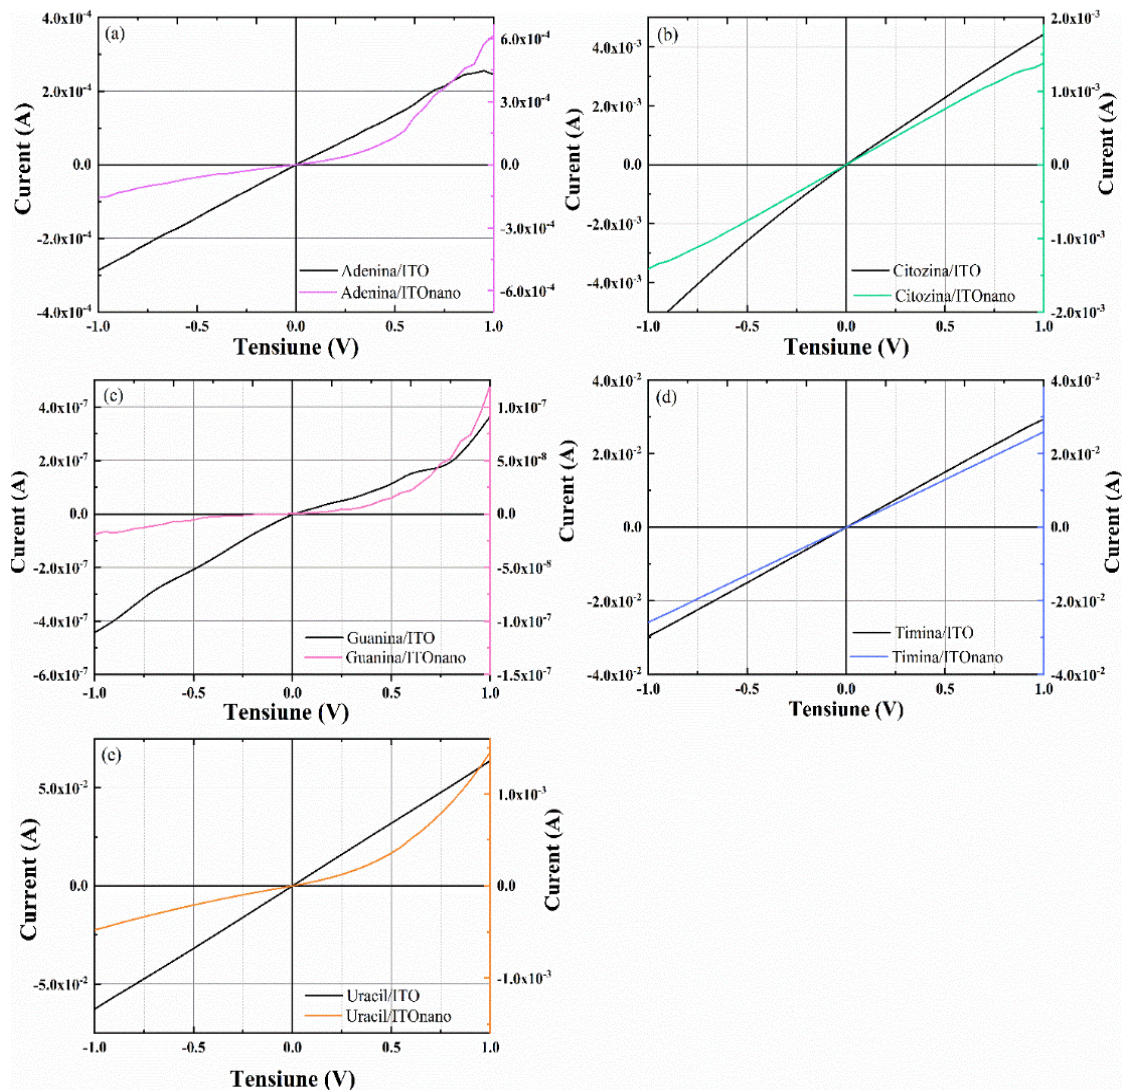 (a)
Curent (A)
4.0x10⁻⁴
2.0x10⁻⁴
0.0
-2.0x10⁻⁴
-4.0x10⁻⁴
6.0x10⁻⁴
3.0x10⁻⁴
0.0
-3.0x10⁻⁴
-6.0x10⁻⁴
Curent (A)
Adenina/ITO
Adenina/ITOnano
-1.0 -0.5 0.0 0.5 1.0
Tensiune (V)
(b)
Curent (A)
4.0x10⁻³
2.0x10⁻³
0.0
-2.0x10⁻³
-4.0x10⁻³
2.0x10⁻³
1.0x10⁻³
0.0
-1.0x10⁻³
-2.0x10⁻³
Curent (A)
Citozina/ITO
Citozina/ITOnano
-1.0 -0.5 0.0 0.5 1.0
Tensiune (V)
(c)
Curent (A)
4.0x10⁻⁷
2.0x10⁻⁷
0.0
-2.0x10⁻⁷
-4.0x10⁻⁷
-6.0x10⁻⁷
1.0x10⁻⁷
5.0x10⁻⁸
0.0
-5.0x10⁻⁸
-1.0x10⁻⁷
-1.5x10⁻⁷
Curent (A)
Guanina/ITO
Guanina/ITOnano
-1.0 -0.5 0.0 0.5 1.0
Tensiune (V)
(d)
Curent (A)
4.0x10⁻²
2.0x10⁻²
0.0
-2.0x10⁻²
-4.0x10⁻²
4.0x10⁻²
2.0x10⁻²
0.0
-2.0x10⁻²
-4.0x10⁻²
Curent (A)
Timina/ITO
Timina/ITOnano
-1.0 -0.5 0.0 0.5 1.0
Tensiune (V)
(e)
Current (A)
5.0x10⁻²
0.0
-5.0x10⁻²
1.0x10⁻³
0.0
-1.0x10⁻³
Curent (A)
Uracil/ITO
Uracil/ITOnano
-1.0 -0.5 0.0 0.5 1.0
Tensiune (V)